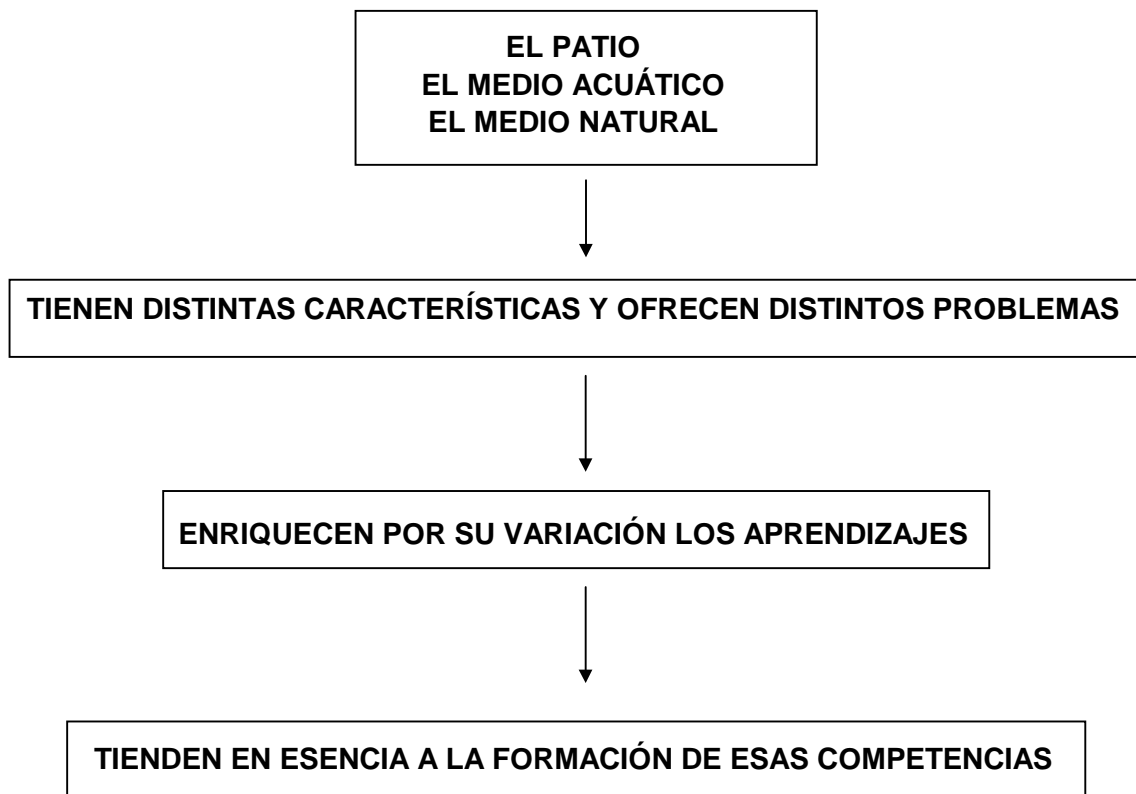 EL PATIO
EL MEDIO ACUÁTICO
EL MEDIO NATURAL
TIENEN DISTINTAS CARACTERÍSTICAS Y OFRECEN DISTINTOS PROBLEMAS
ENRIQUECEN POR SU VARIACIÓN LOS APRENDIZAJES
TIENDEN EN ESENCIA A LA FORMACIÓN DE ESAS COMPETENCIAS